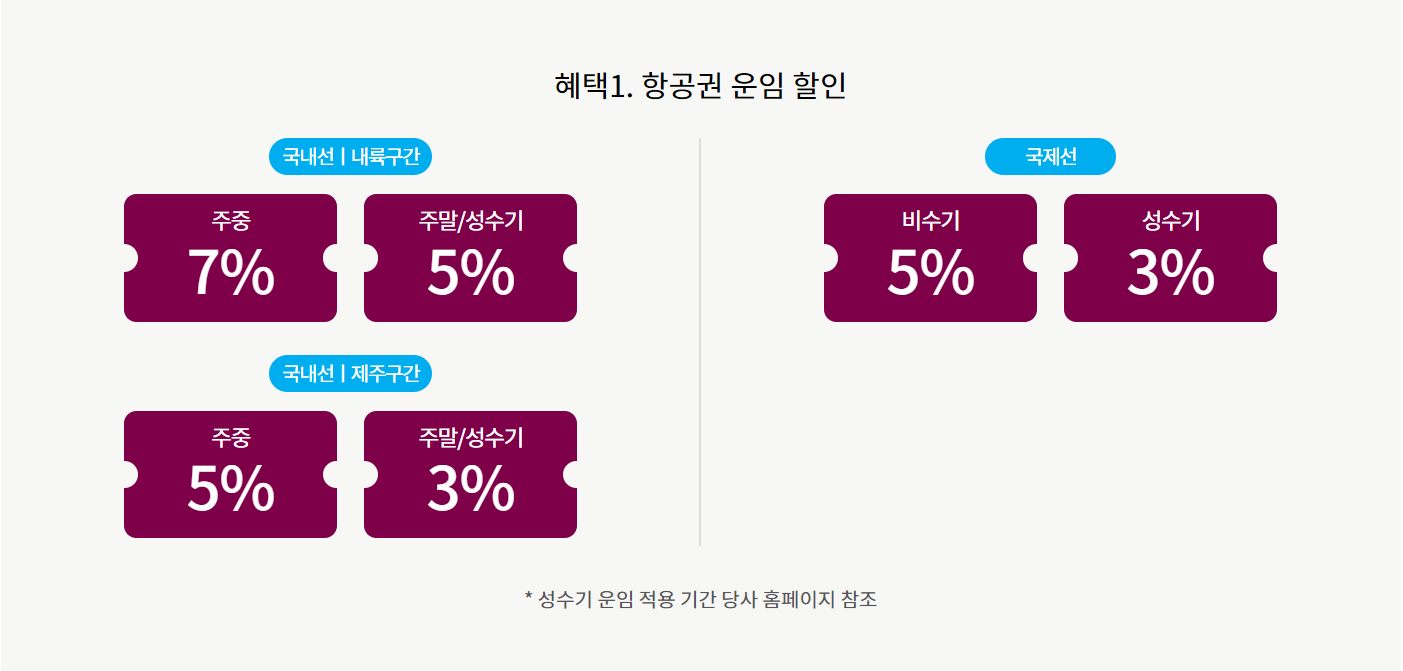 혜택1. 항공권 운임 할인
국내선 | 내륙구간
주중
7%
주말/성수기
5%
국내선 | 제주구간
주중
5%
주말/성수기
3%
국제선
비수기
5%
성수기
3%
* 성수기 운임 적용 기간 당사 홈페이지 참조